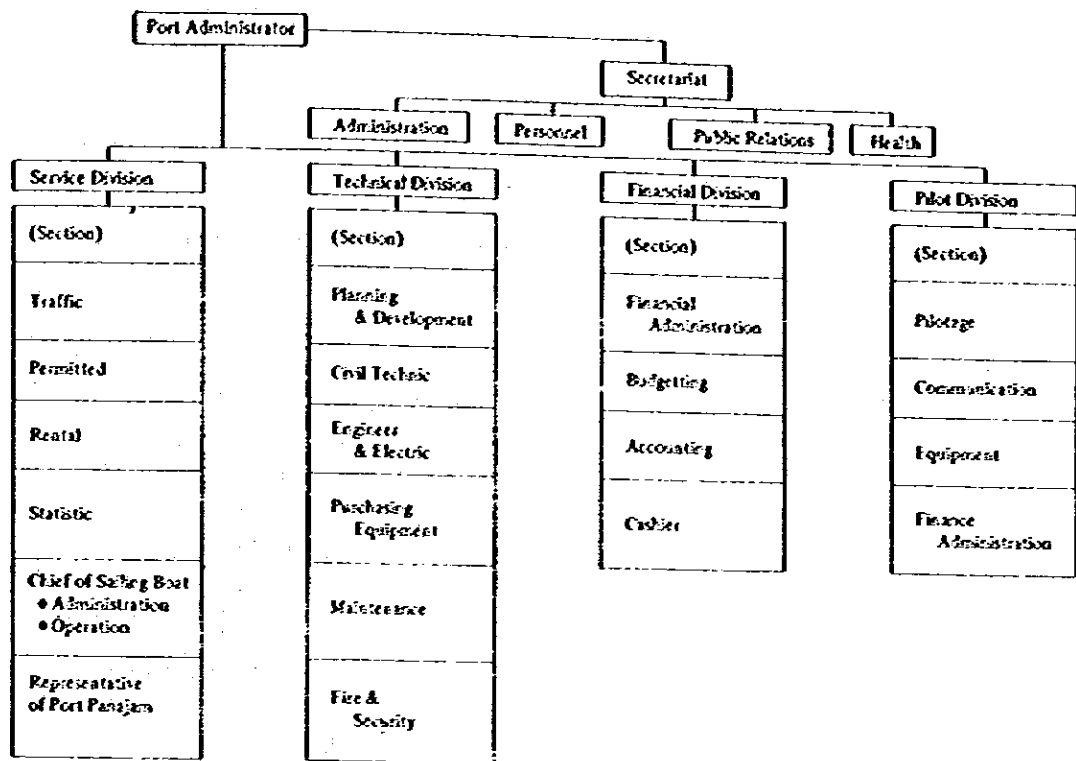 Port Administrator
Secretariat
Administration
Personnel
Public Relations
Health
Service Division
Technical Division
Financial Division
Pilot Division
(Section)
Traffic
Permitted
Rental
Statistic
Chief of Sailing Boat
• Administration
• Operation
Representative
of Port Panajam
(Section)
Planning
& Development
Civil Technic
Engineer
& Electric
Purchasing
Equipment
Maintenance
Fire &
Security
(Section)
Financial
Administration
Budgetting
Accounting
Cashier
(Section)
Pilotage
Communication
Equipment
Finance
Administration